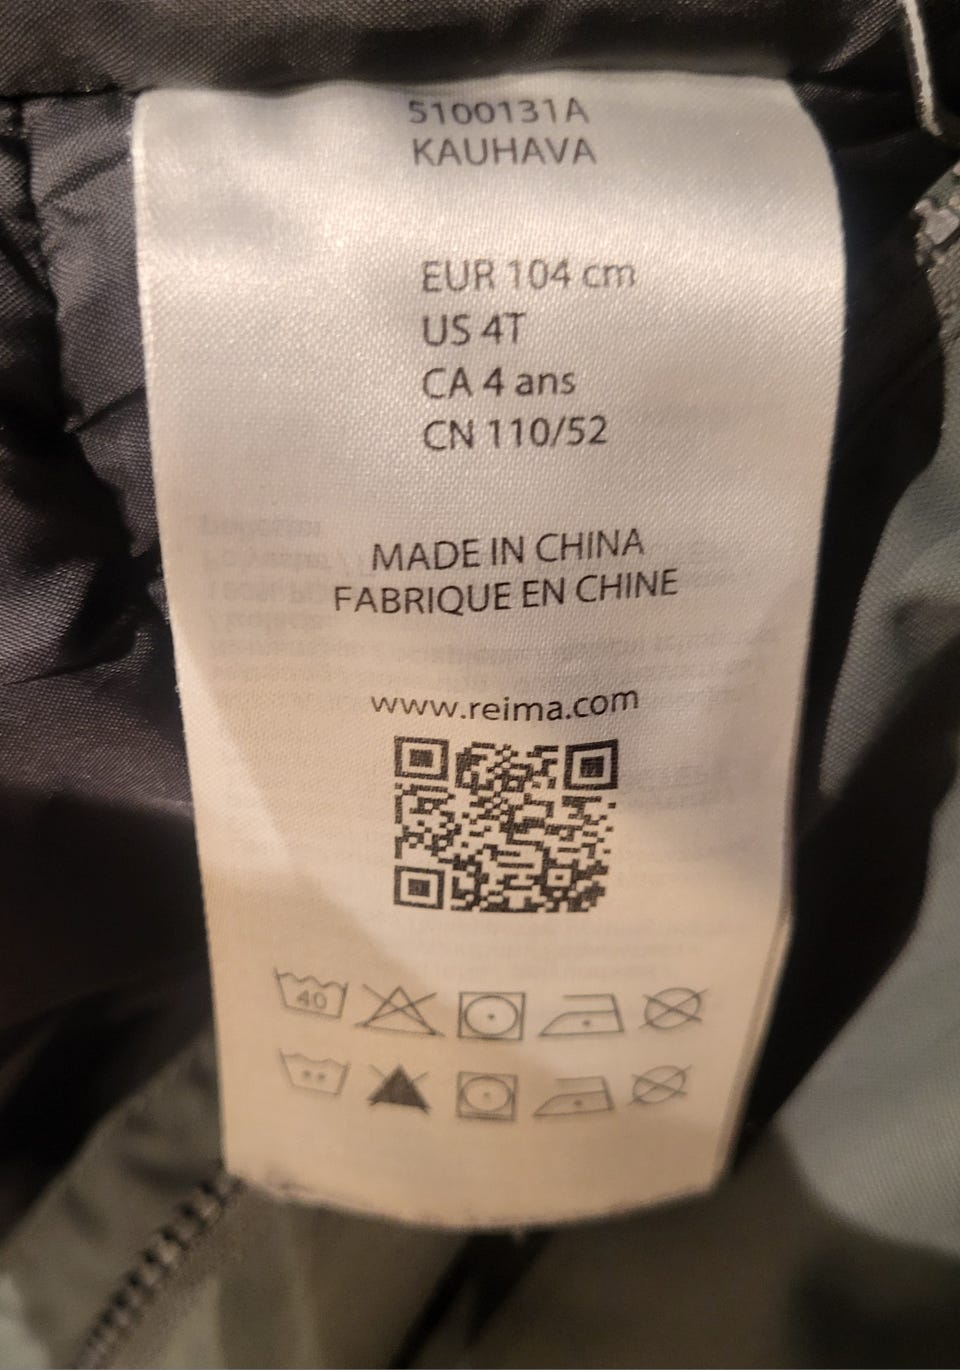 5100131A
KAUHAVA
EUR 104 cm
US 4T
CA 4 ans
CN 110/52
MADE IN CHINA
FABRIQUE EN CHINE
www.reima.com
40